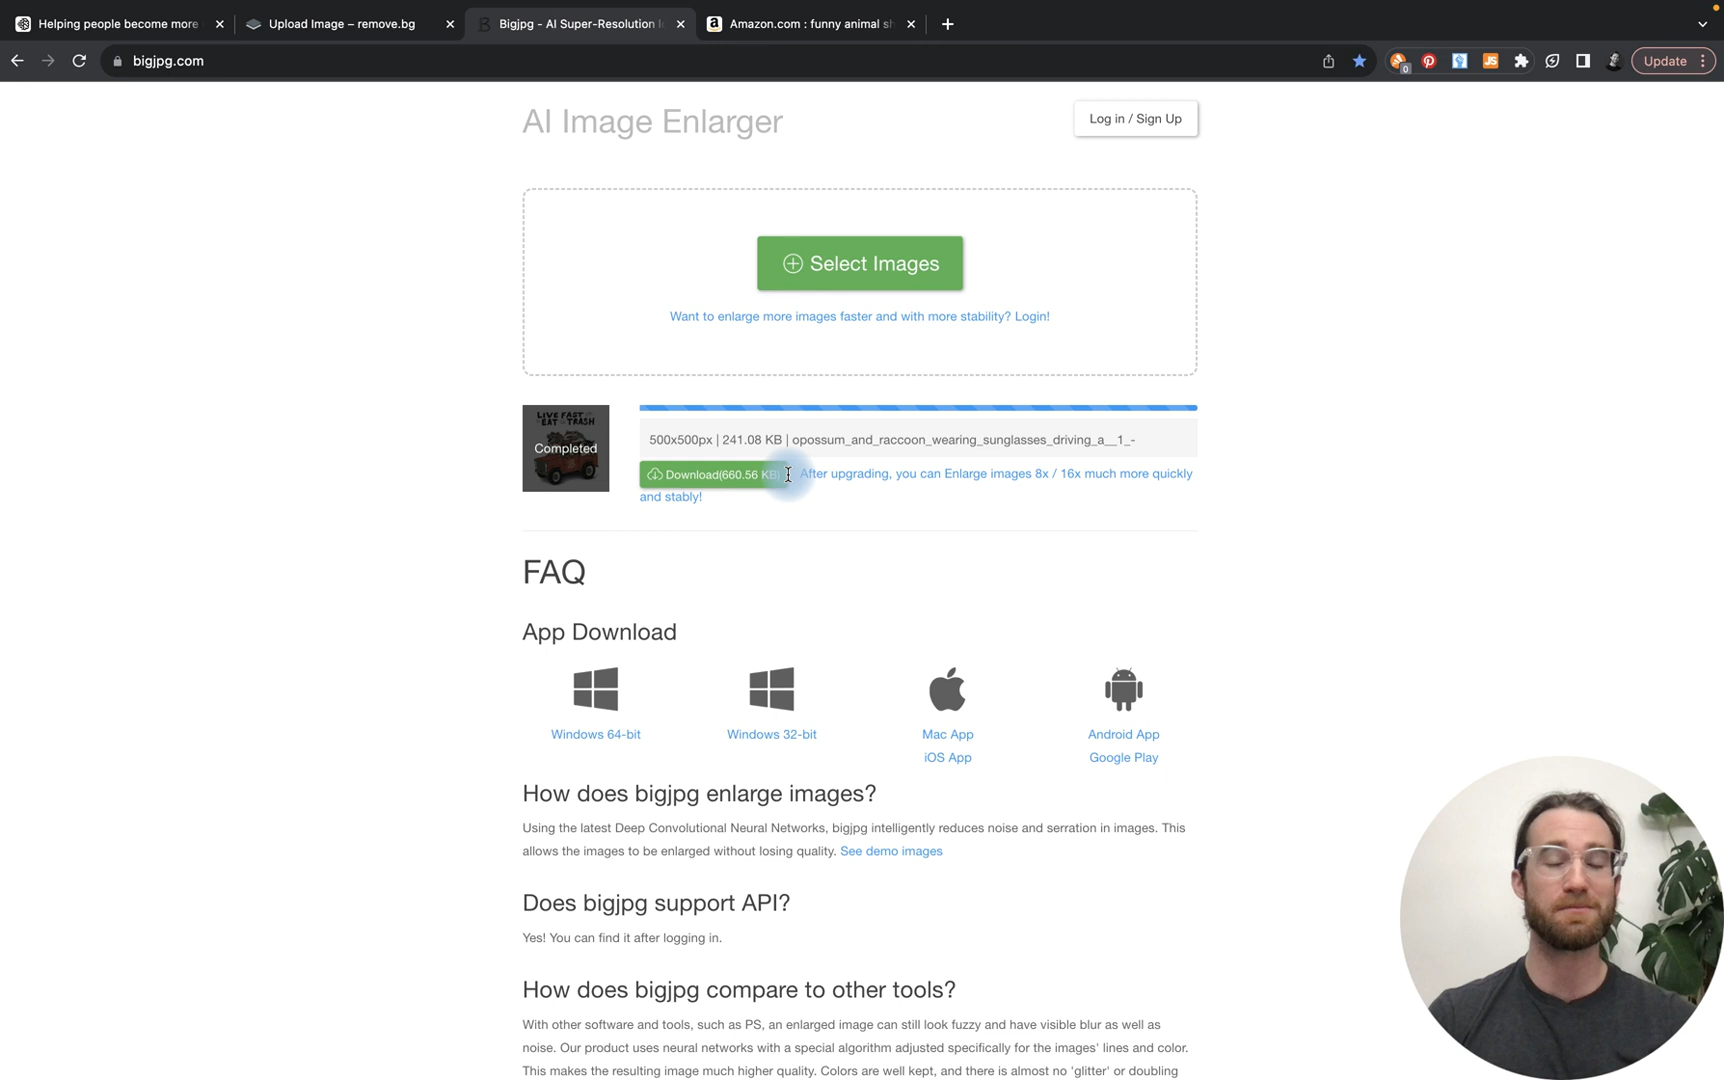 Helping people become more
Upload Image – remove.bg
Bigjpg - AI Super-Resolution I
Amazon.com : funny animal sh
bigjpg.com
0
JS
Update
AI Image Enlarger
Log in / Sign Up
Select Images
Want to enlarge more images faster and with more stability? Login!
LIVE FAST
EAT TRASH
Completed
500x500px | 241.08 KB | opossum_and_raccoon_wearing_sunglasses_driving_a__1_-
Download(660.56 KB) After upgrading, you can Enlarge images 8x / 16x much more quickly
and stably!
FAQ
App Download
Windows 64-bit
Windows 32-bit
Mac App
iOS App
Android App
Google Play
How does bigjpg enlarge images?
Using the latest Deep Convolutional Neural Networks, bigjpg intelligently reduces noise and serration in images. This
allows the images to be enlarged without losing quality. See demo images
Does bigjpg support API?
Yes! You can find it after logging in.
How does bigjpg compare to other tools?
With other software and tools, such as PS, an enlarged image can still look fuzzy and have visible blur as well as
noise. Our product uses neural networks with a special algorithm adjusted specifically for the images' lines and color.
This makes the resulting image much higher quality. Colors are well kept, and there is almost no 'glitter' or doubling